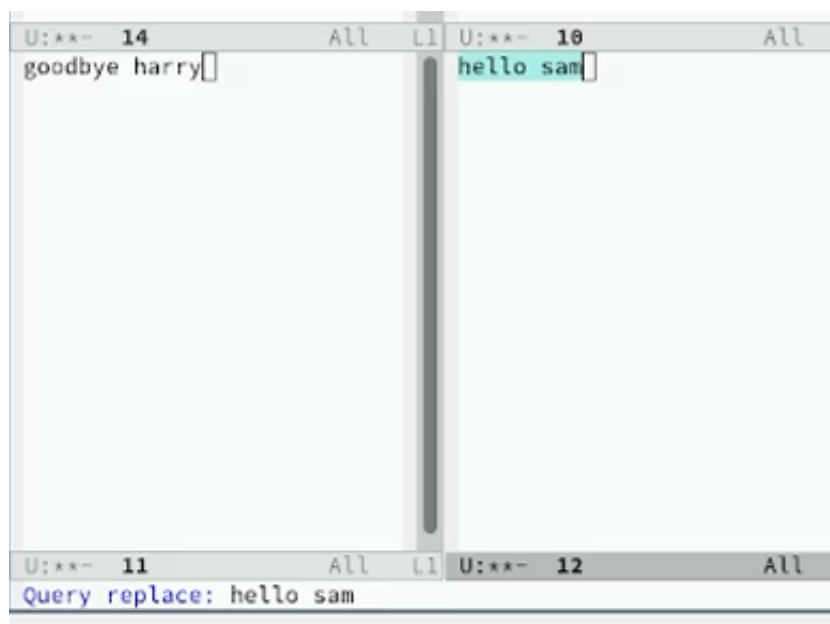 U:**-  14  All  L1
goodbye harry
U:**-  11  All  L1
U:**-  10  All
hello sam
U:**-  12  All
Query replace: hello sam